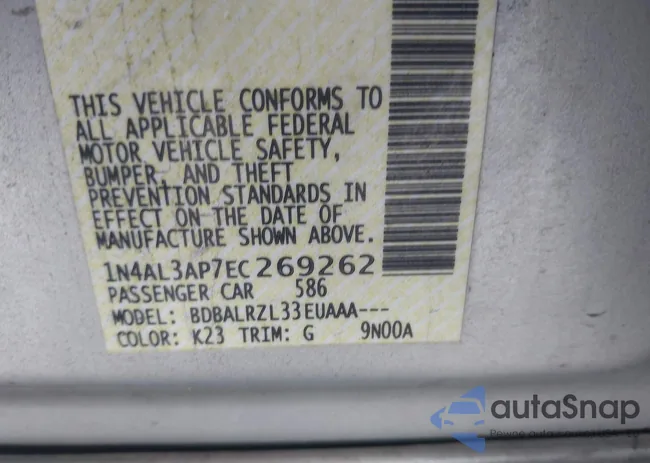 THIS VEHICLE CONFORMS TO
ALL APPLICABLE FEDERAL
MOTOR VEHICLE SAFETY,
BUMPER, AND THEFT
PREVENTION STANDARDS IN
EFFECT ON THE DATE OF
MANUFACTURE SHOWN ABOVE.
1N4AL3AP7EC269262
PASSENGER CAR 586
MODEL: BDBALRZL33EUAAA---
COLOR: K23 TRIM: G 9N00A
autaSnap